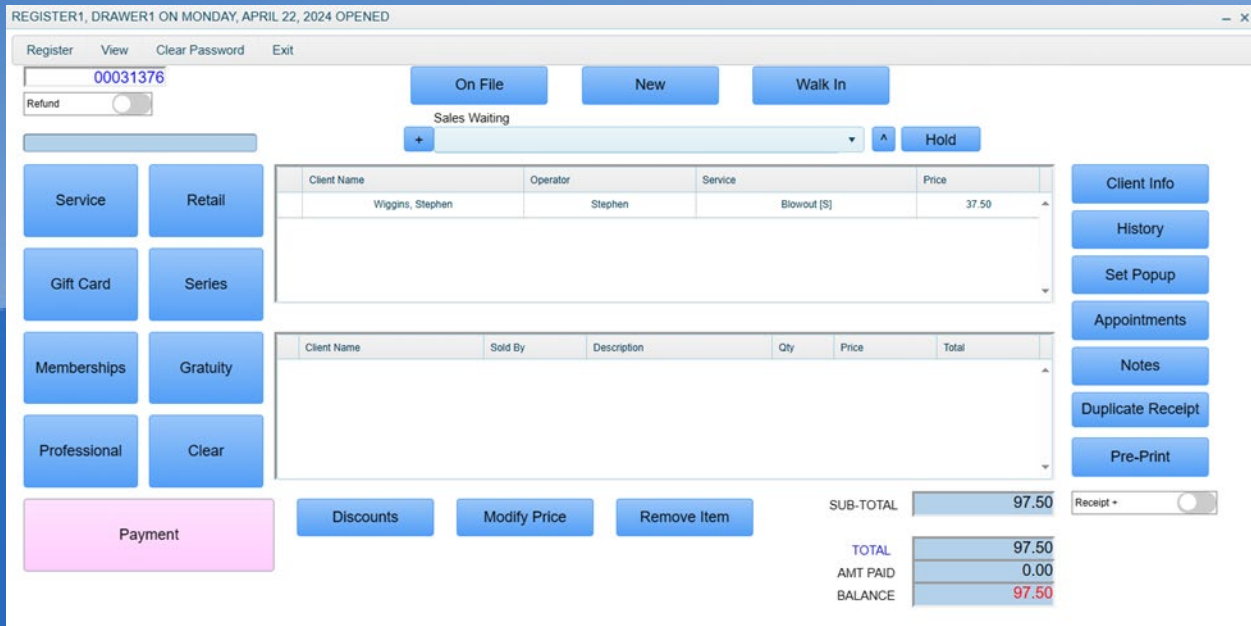 REGISTER1, DRAWER1 ON MONDAY, APRIL 22, 2024 OPENED
Register View Clear Password Exit
00031376
On File New Walk In
Refund
Sales Waiting
+ ^ Hold
Service Retail
Client Name Operator Service Price
Wiggins, Stephen Stephen Blowout [S] 37.50
Client Info
History
Gift Card Series
Set Popup
Appointments
Client Name Sold By Description Qty Price Total
Memberships Gratuity
Notes
Duplicate Receipt
Professional Clear
Pre-Print
Payment
Discounts Modify Price Remove Item
SUB-TOTAL 97.50
Receipt +
TOTAL 97.50
AMT PAID 0.00
BALANCE 97.50